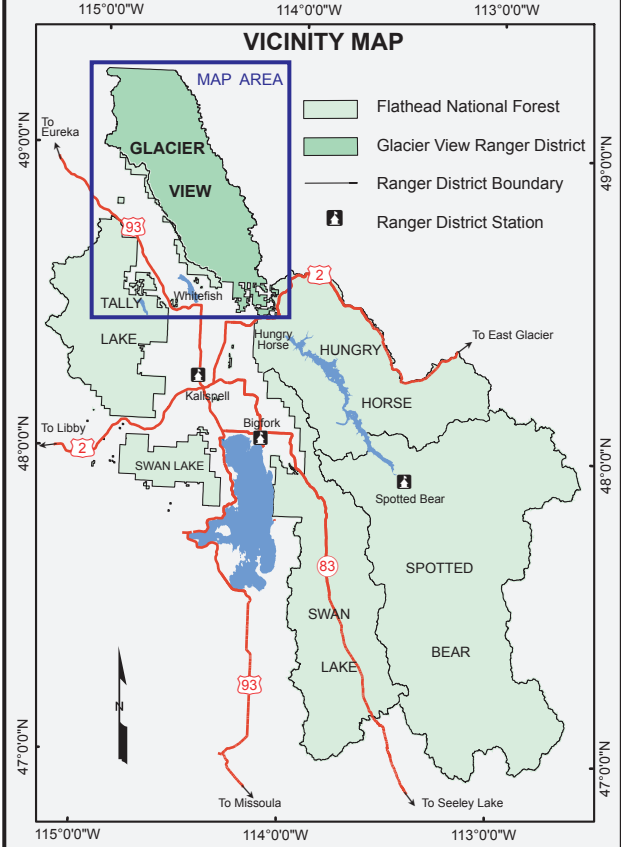 115°0'0"W 114°0'0"W 113°0'0"W
VICINITY MAP
MAP AREA
Flathead National Forest
Glacier View Ranger District
Ranger District Boundary
Ranger District Station
To
Eureka
49°0'0"N
49°0'0"N
GLACIER
VIEW
93
2
TALLY
LAKE
Whitefish
Hungry
Horse
HUNGRY
HORSE
To East Glacier
Kalispell
Bigfork
To Libby
2
48°0'0"N
48°0'0"N
SWAN LAKE
Spotted Bear
83
SPOTTED
BEAR
SWAN
LAKE
93
N
47°0'0"N
47°0'0"N
To Missoula
To Seeley Lake
115°0'0"W 114°0'0"W 113°0'0"W